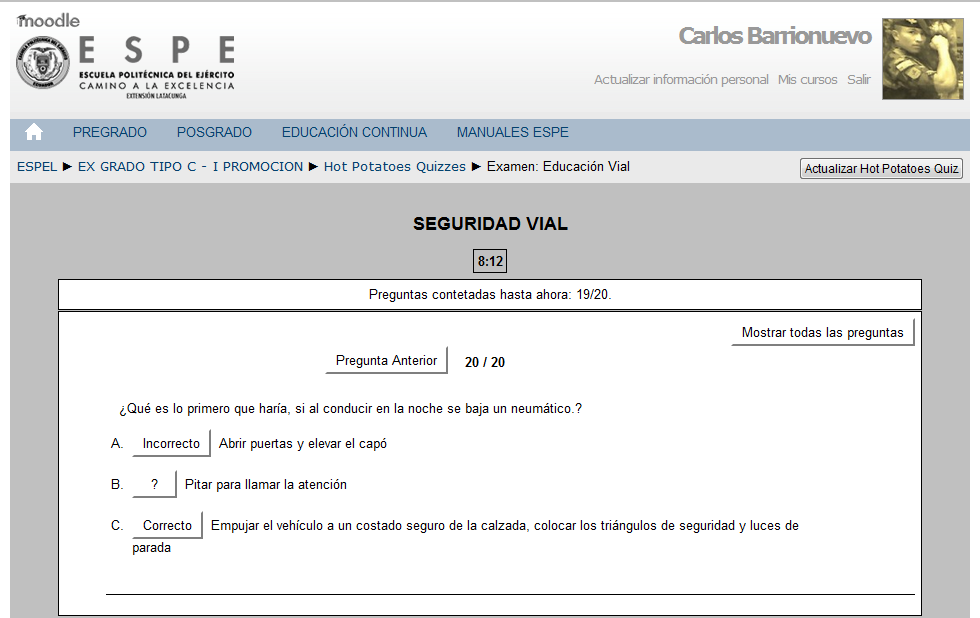 moodle
E S P E
ESCUELA POLITÉCNICA DEL EJÉRCITO
CAMINO A LA EXCELENCIA
EXTENSIÓN LATACUNGA
Carlos Barrionuevo
Actualizar información personal Mis cursos Salir
PREGRADO POSGRADO EDUCACIÓN CONTINUA MANUALES ESPE
ESPEL ► EX GRADO TIPO C - I PROMOCION ► Hot Potatoes Quizzes ► Examen: Educación Vial
Actualizar Hot Potatoes Quiz
SEGURIDAD VIAL
8:12
Preguntas contetadas hasta ahora: 19/20.
Mostrar todas las preguntas
Pregunta Anterior 20 / 20
¿Qué es lo primero que haría, si al conducir en la noche se baja un neumático.?
A. Incorrecto Abrir puertas y elevar el capó
B. ? Pitar para llamar la atención
C. Correcto Empujar el vehículo a un costado seguro de la calzada, colocar los triángulos de seguridad y luces de
parada